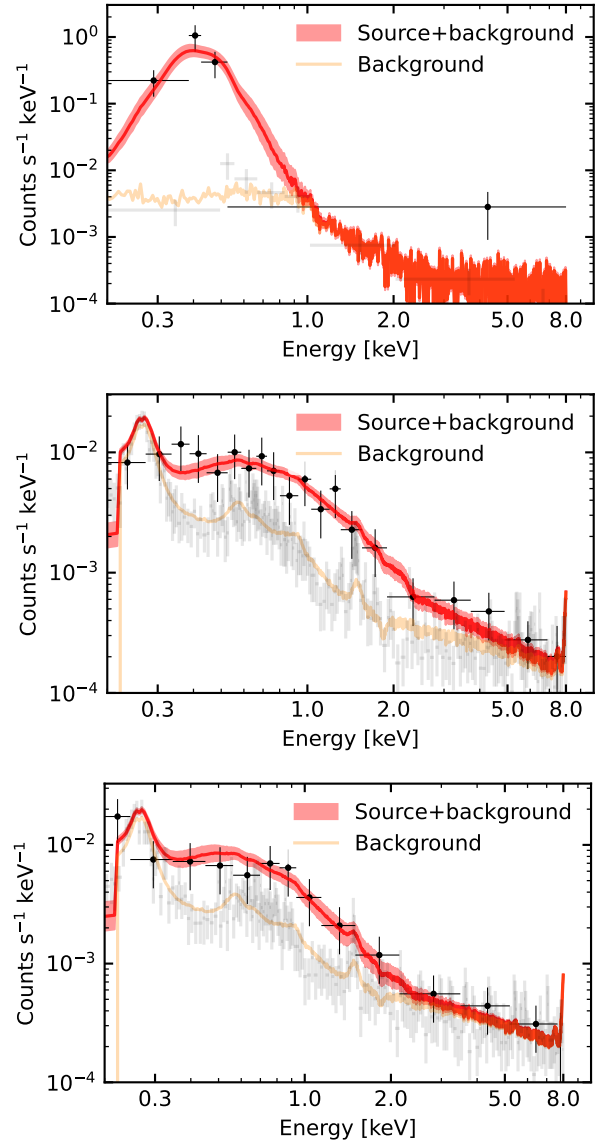 Source+background
Background
10⁰
10⁻¹
10⁻²
10⁻³
10⁻⁴
Counts s⁻¹ keV⁻¹
0.3 1.0 2.0 5.0 8.0
Energy [keV]
Source+background
Background
10⁻²
10⁻³
10⁻⁴
Counts s⁻¹ keV⁻¹
0.3 1.0 2.0 5.0 8.0
Energy [keV]
Source+background
Background
10⁻²
10⁻³
10⁻⁴
Counts s⁻¹ keV⁻¹
0.3 1.0 2.0 5.0 8.0
Energy [keV]